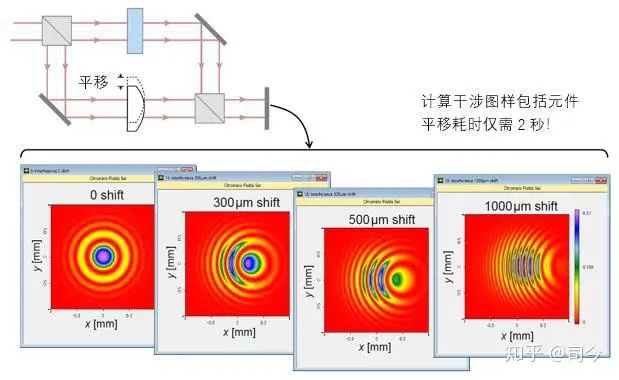 平移
计算干涉图样包括元件
平移耗时仅需2秒!
Chromatic Fields Set
0 shift
y [mm]
x [mm]
Chromatic Fields Set
300μm shift
y [mm]
x [mm]
Chromatic Fields Set
500μm shift
y [mm]
x [mm]
Chromatic Fields Set
1000μm shift
y [mm]
x [mm]
知乎 @司今